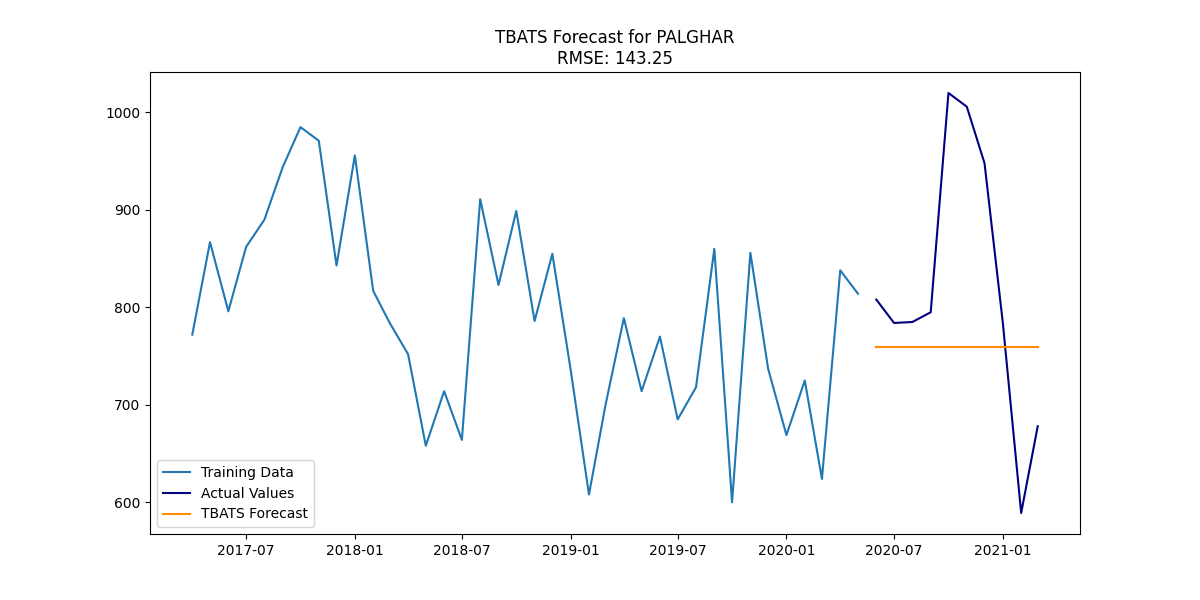 TBATS Forecast for PALGHAR
RMSE: 143.25
1000
900
800
700
600
Training Data
Actual Values
TBATS Forecast
2017-07 2018-01 2018-07 2019-01 2019-07 2020-01 2020-07 2021-01